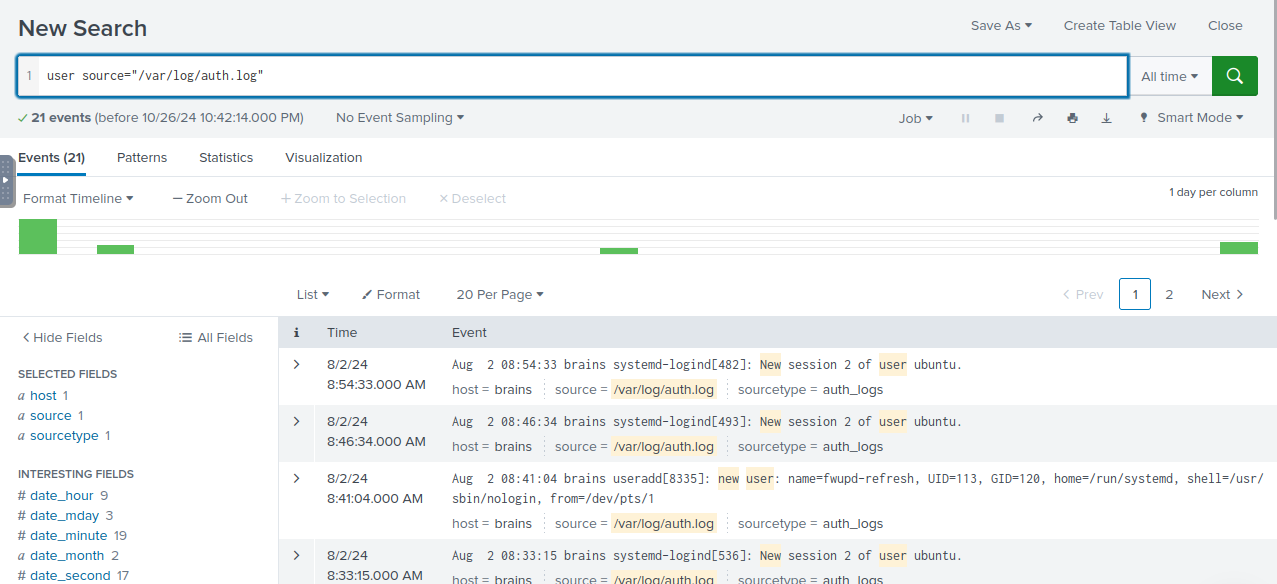 New Search
Save As
Create Table View
Close
1
user source="/var/log/auth.log"
All time
21 events (before 10/26/24 10:42:14.000 PM)
No Event Sampling
Job
Smart Mode
Events (21)
Patterns
Statistics
Visualization
Format Timeline
— Zoom Out
+ Zoom to Selection
× Deselect
1 day per column
List
Format
20 Per Page
< Prev
1
2
Next >
< Hide Fields
All Fields
SELECTED FIELDS
a host 1
a source 1
a sourcetype 1
INTERESTING FIELDS
# date_hour 9
# date_mday 3
# date_minute 19
a date_month 2
# date_second 17
i
Time
Event
8/2/24
8:54:33.000 AM
Aug  2 08:54:33 brains systemd-logind[482]: New session 2 of user ubuntu.
host = brains
source = /var/log/auth.log
sourcetype = auth_logs
8/2/24
8:46:34.000 AM
Aug  2 08:46:34 brains systemd-logind[493]: New session 2 of user ubuntu.
host = brains
source = /var/log/auth.log
sourcetype = auth_logs
8/2/24
8:41:04.000 AM
Aug  2 08:41:04 brains useradd[8335]: new user: name=fwupd-refresh, UID=113, GID=120, home=/run/systemd, shell=/usr/
sbin/nologin, from=/dev/pts/1
host = brains
source = /var/log/auth.log
sourcetype = auth_logs
8/2/24
8:33:15.000 AM
Aug  2 08:33:15 brains systemd-logind[536]: New session 2 of user ubuntu.
host = brains
source = /var/log/auth.log
sourcetype = auth_logs